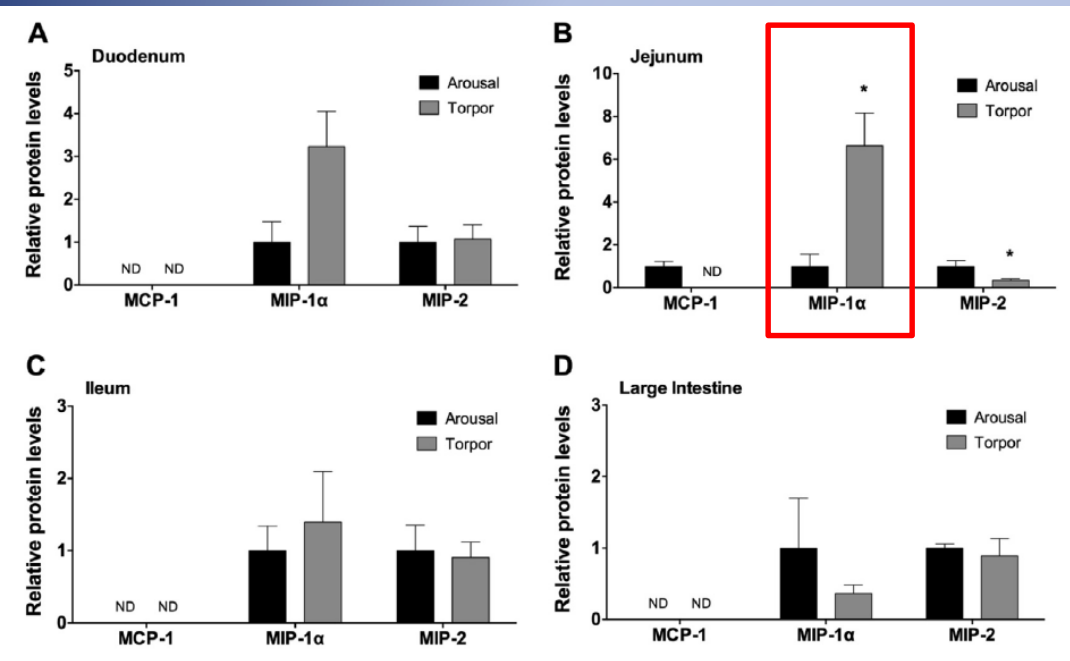 A
Duodenum
Relative protein levels
5
4
3
2
1
0
Arousal
Torpor
ND ND
MCP-1 MIP-1α MIP-2
B
Jejunum
Relative protein levels
10
8
6
4
2
0
Arousal
Torpor
*
ND
*
MCP-1 MIP-1α MIP-2
C
Ileum
Relative protein levels
3
2
1
0
Arousal
Torpor
ND ND
MCP-1 MIP-1α MIP-2
D
Large Intestine
Relative protein levels
3
2
1
0
Arousal
Torpor
ND ND
MCP-1 MIP-1α MIP-2